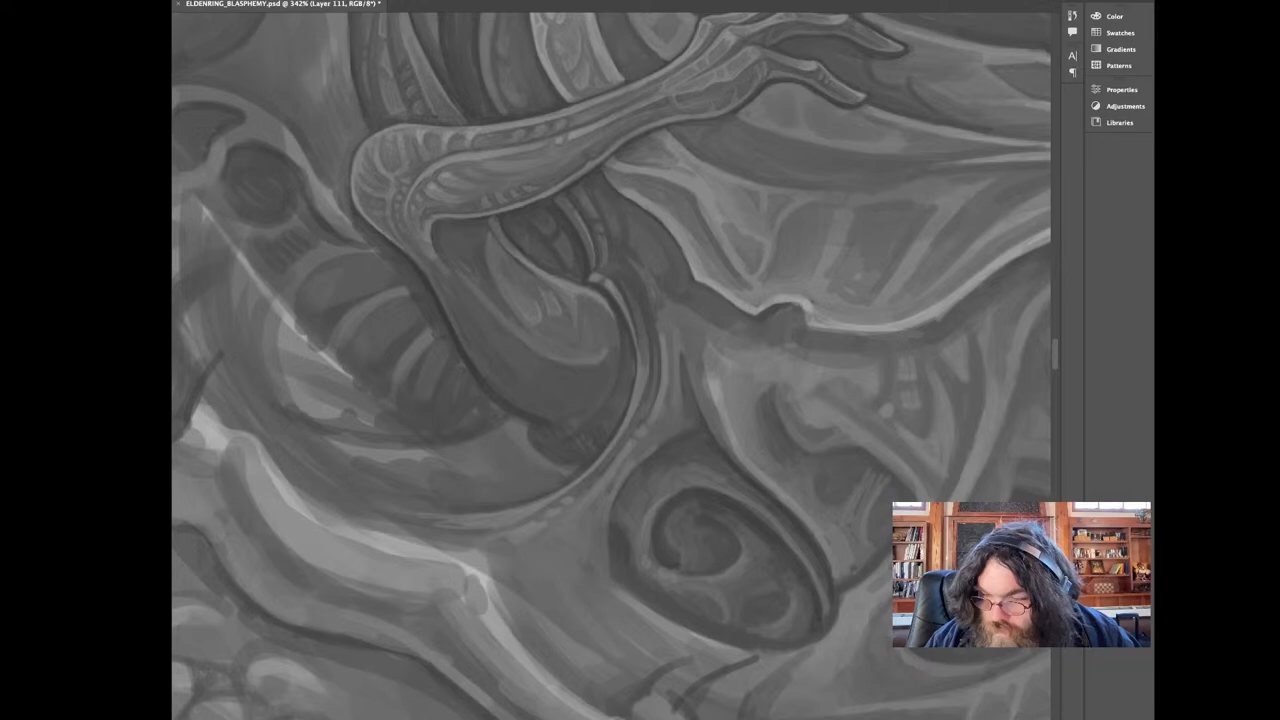 × ELDENRING_BLASPHEMY.psd @ 342% (Layer 111, RGB/8*) *
Color
Swatches
Gradients
Patterns
A|
¶
Properties
Adjustments
Libraries